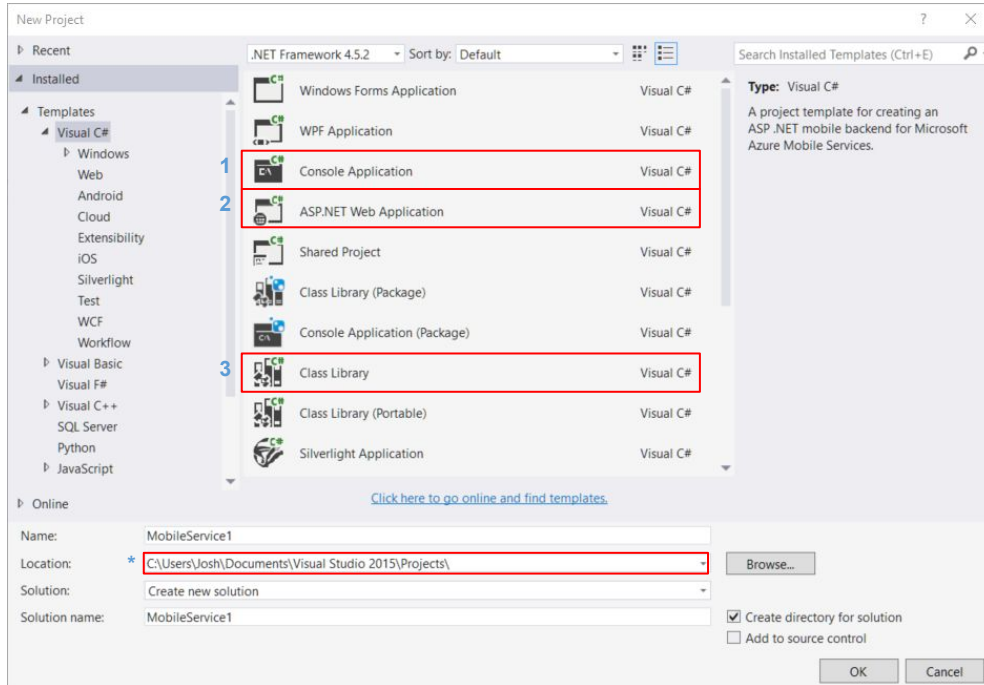 New Project ? ×
Recent
.NET Framework 4.5.2 Sort by: Default
Search Installed Templates (Ctrl+E)
Installed
Templates
Visual C#
Windows
Web
Android
Cloud
Extensibility
iOS
Silverlight
Test
WCF
Workflow
Visual Basic
Visual F#
Visual C++
SQL Server
Python
JavaScript
Online
Windows Forms Application Visual C#
WPF Application Visual C#
1 Console Application Visual C#
2 ASP.NET Web Application Visual C#
Shared Project Visual C#
Class Library (Package) Visual C#
Console Application (Package) Visual C#
3 Class Library Visual C#
Class Library (Portable) Visual C#
Silverlight Application Visual C#
Click here to go online and find templates.
Type: Visual C#
A project template for creating an
ASP .NET mobile backend for Microsoft
Azure Mobile Services.
Name: MobileService1
Location: * C:\Users\Josh\Documents\Visual Studio 2015\Projects\ Browse...
Solution: Create new solution
Solution name: MobileService1
Create directory for solution
Add to source control
OK Cancel